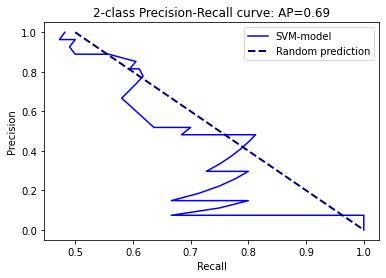 2-class Precision-Recall curve: AP=0.69
SVM-model
Random prediction
1.0
0.8
0.6
0.4
0.2
0.0
Precision
0.5 0.6 0.7 0.8 0.9 1.0
Recall